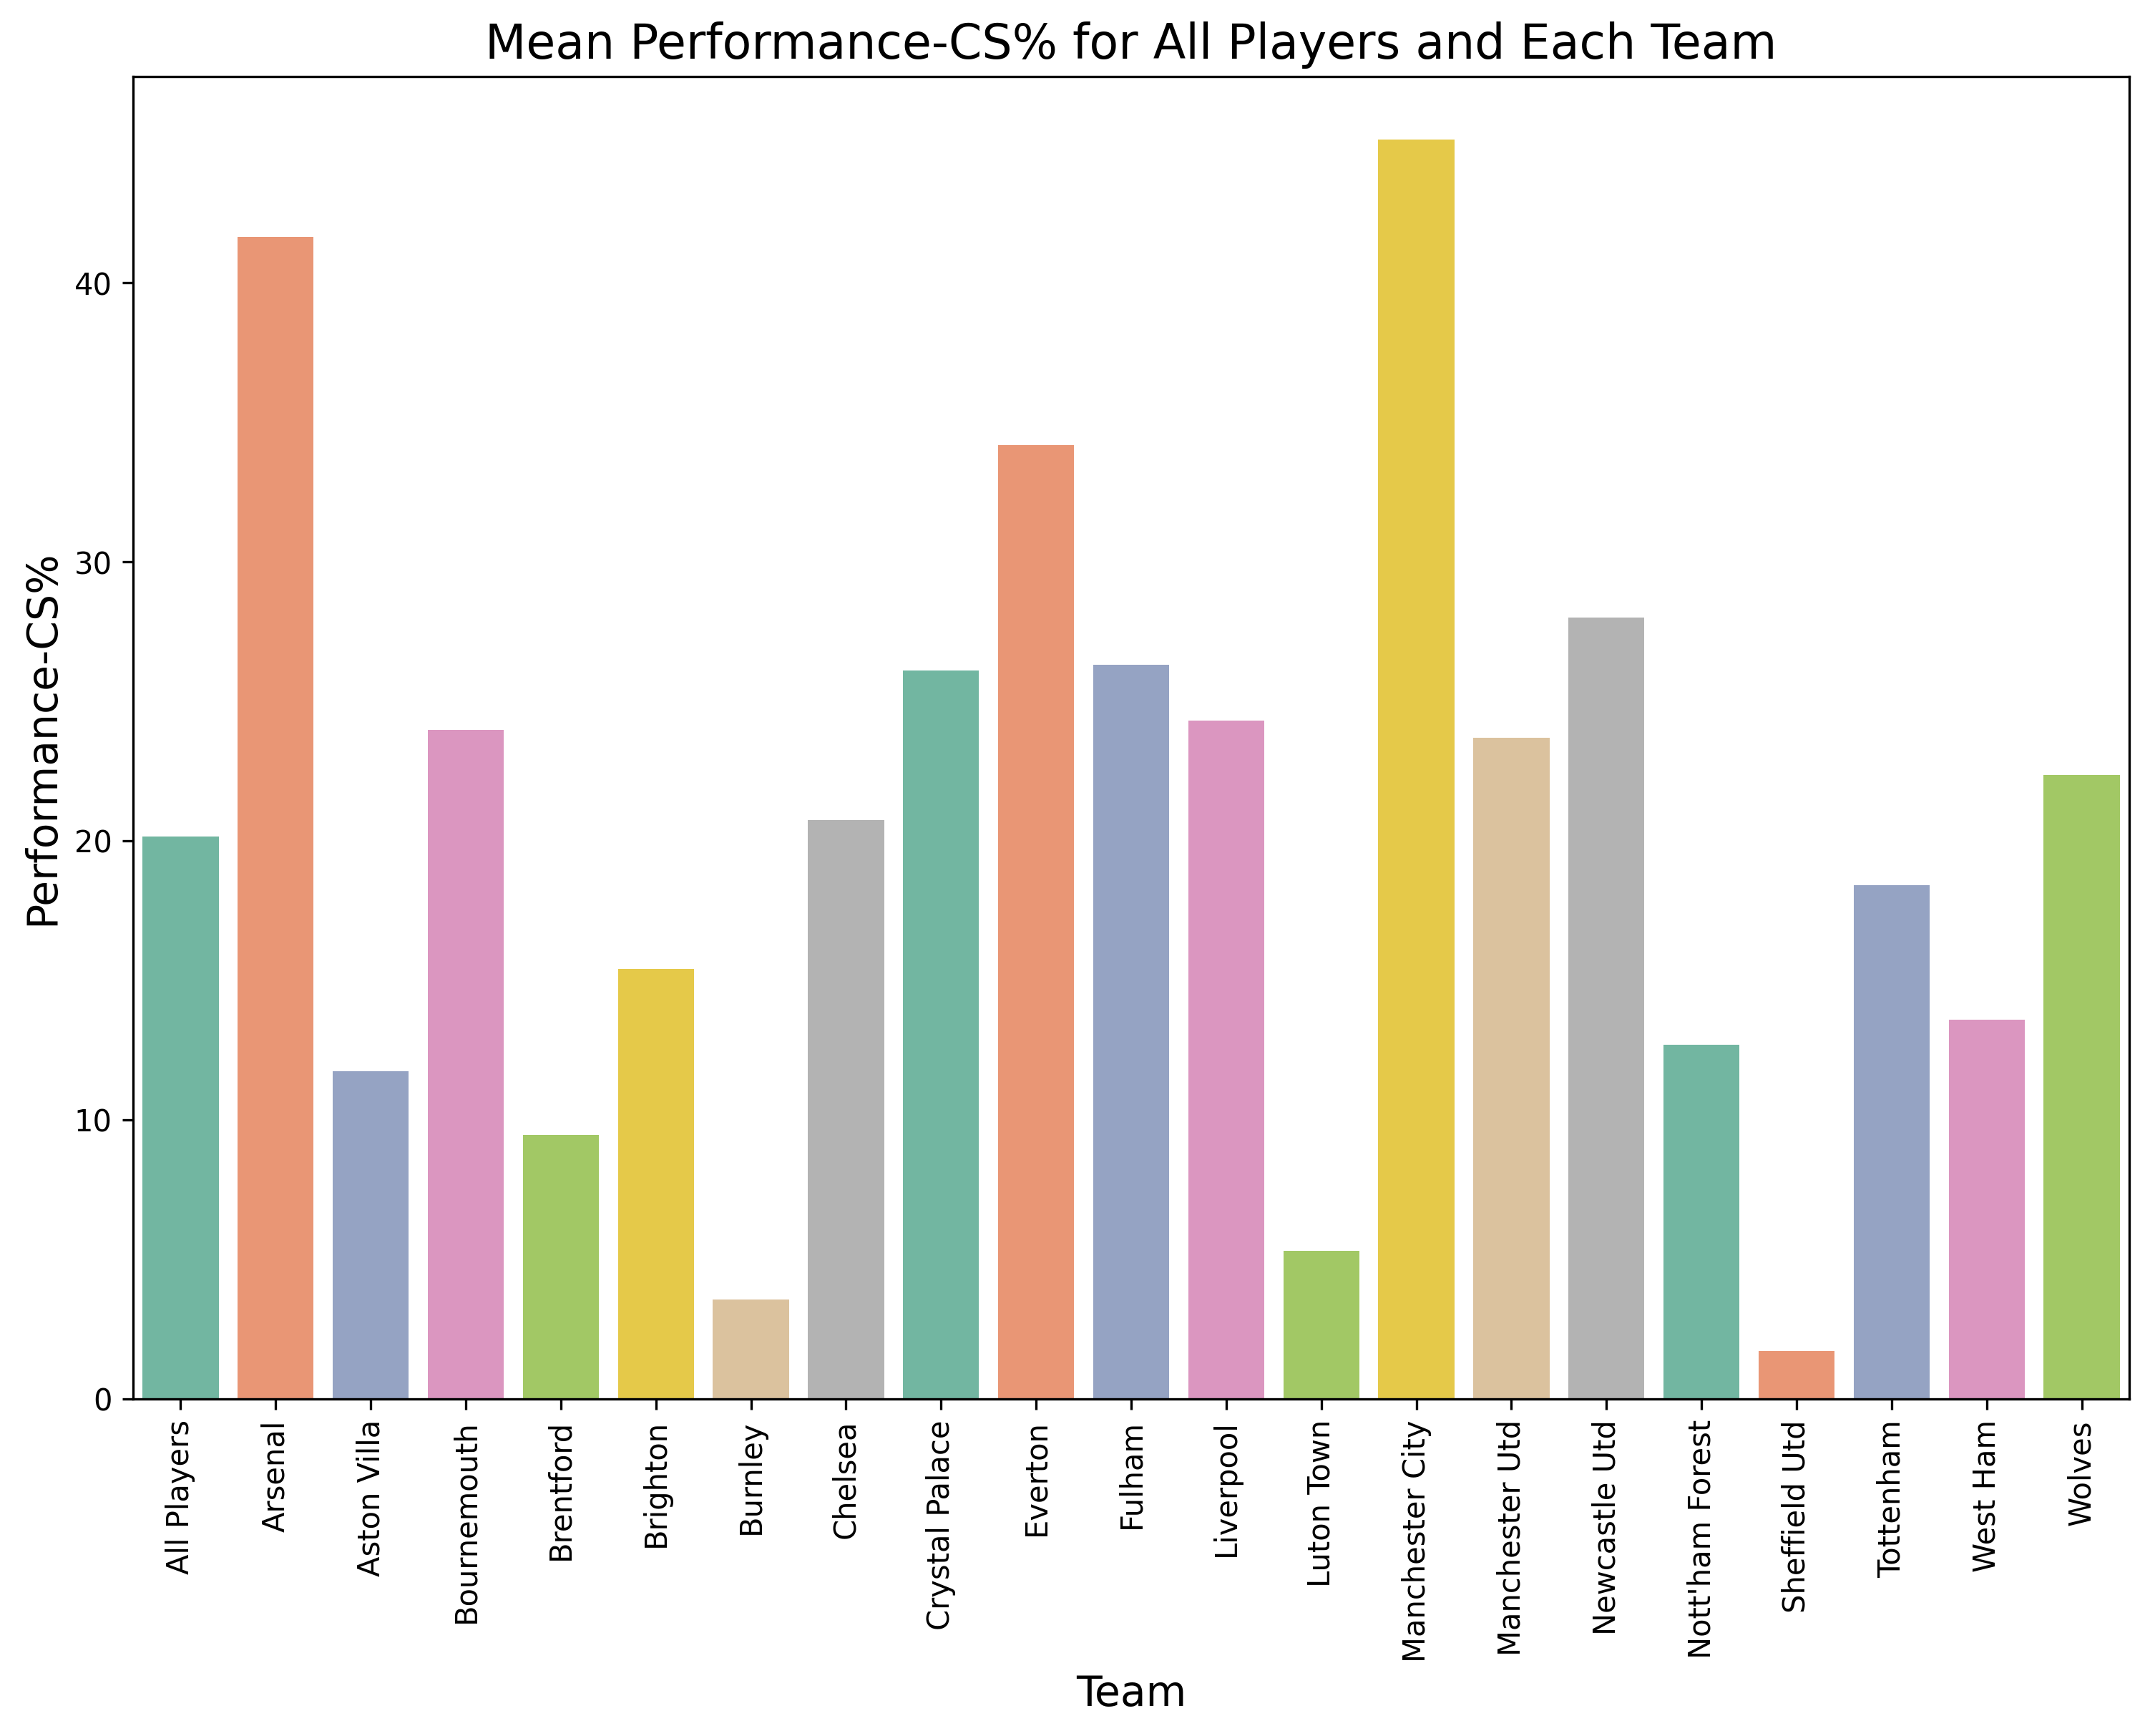 Mean Performance-CS% for All Players and Each Team
Performance-CS%
40
30
20
10
0
All Players
Arsenal
Aston Villa
Bournemouth
Brentford
Brighton
Burnley
Chelsea
Crystal Palace
Everton
Fulham
Liverpool
Luton Town
Manchester City
Manchester Utd
Newcastle Utd
Nott'ham Forest
Sheffield Utd
Tottenham
West Ham
Wolves
Team